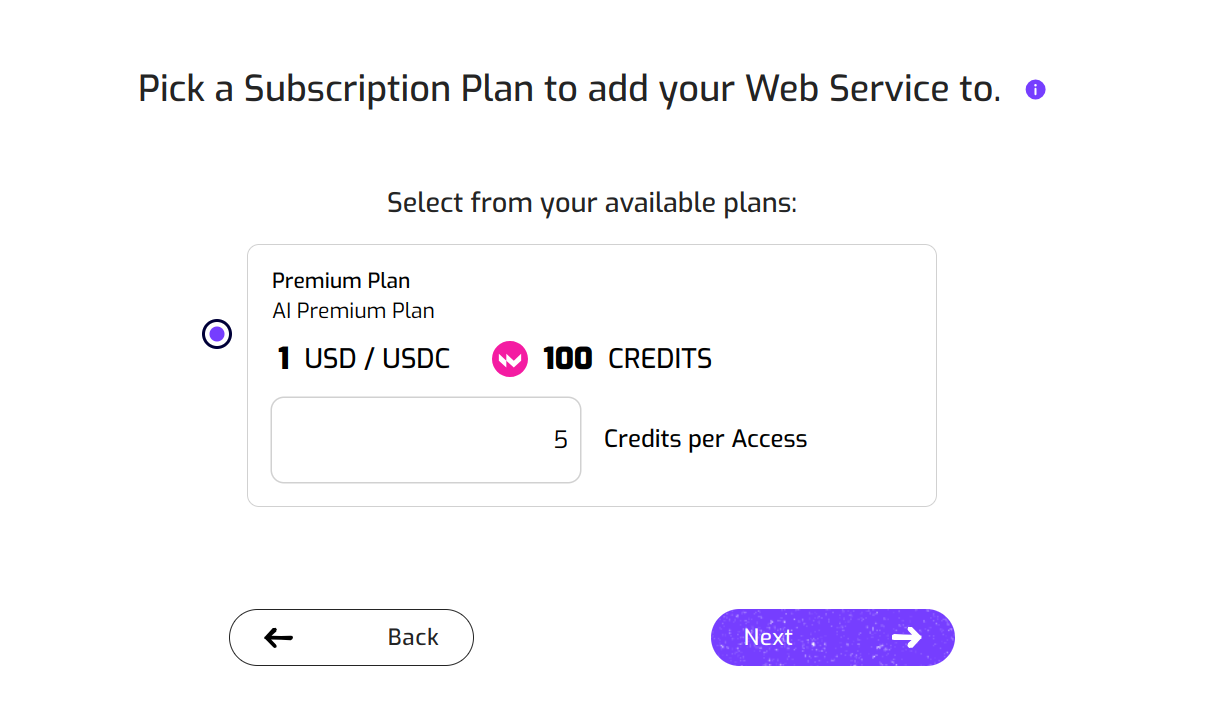 Pick a Subscription Plan to add your Web Service to.
Select from your available plans:
Premium Plan
AI Premium Plan
1 USD / USDC 100 CREDITS
5 Credits per Access
Back Next